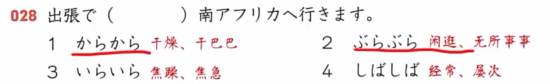 028 出張で（　　　）南アフリカへ行きます。
1 からから 干燥、干巴巴 2 ぶらぶら 闲逛、无所事事
3 いらいら 焦躁、焦急 4 しばしば 经常、屡次